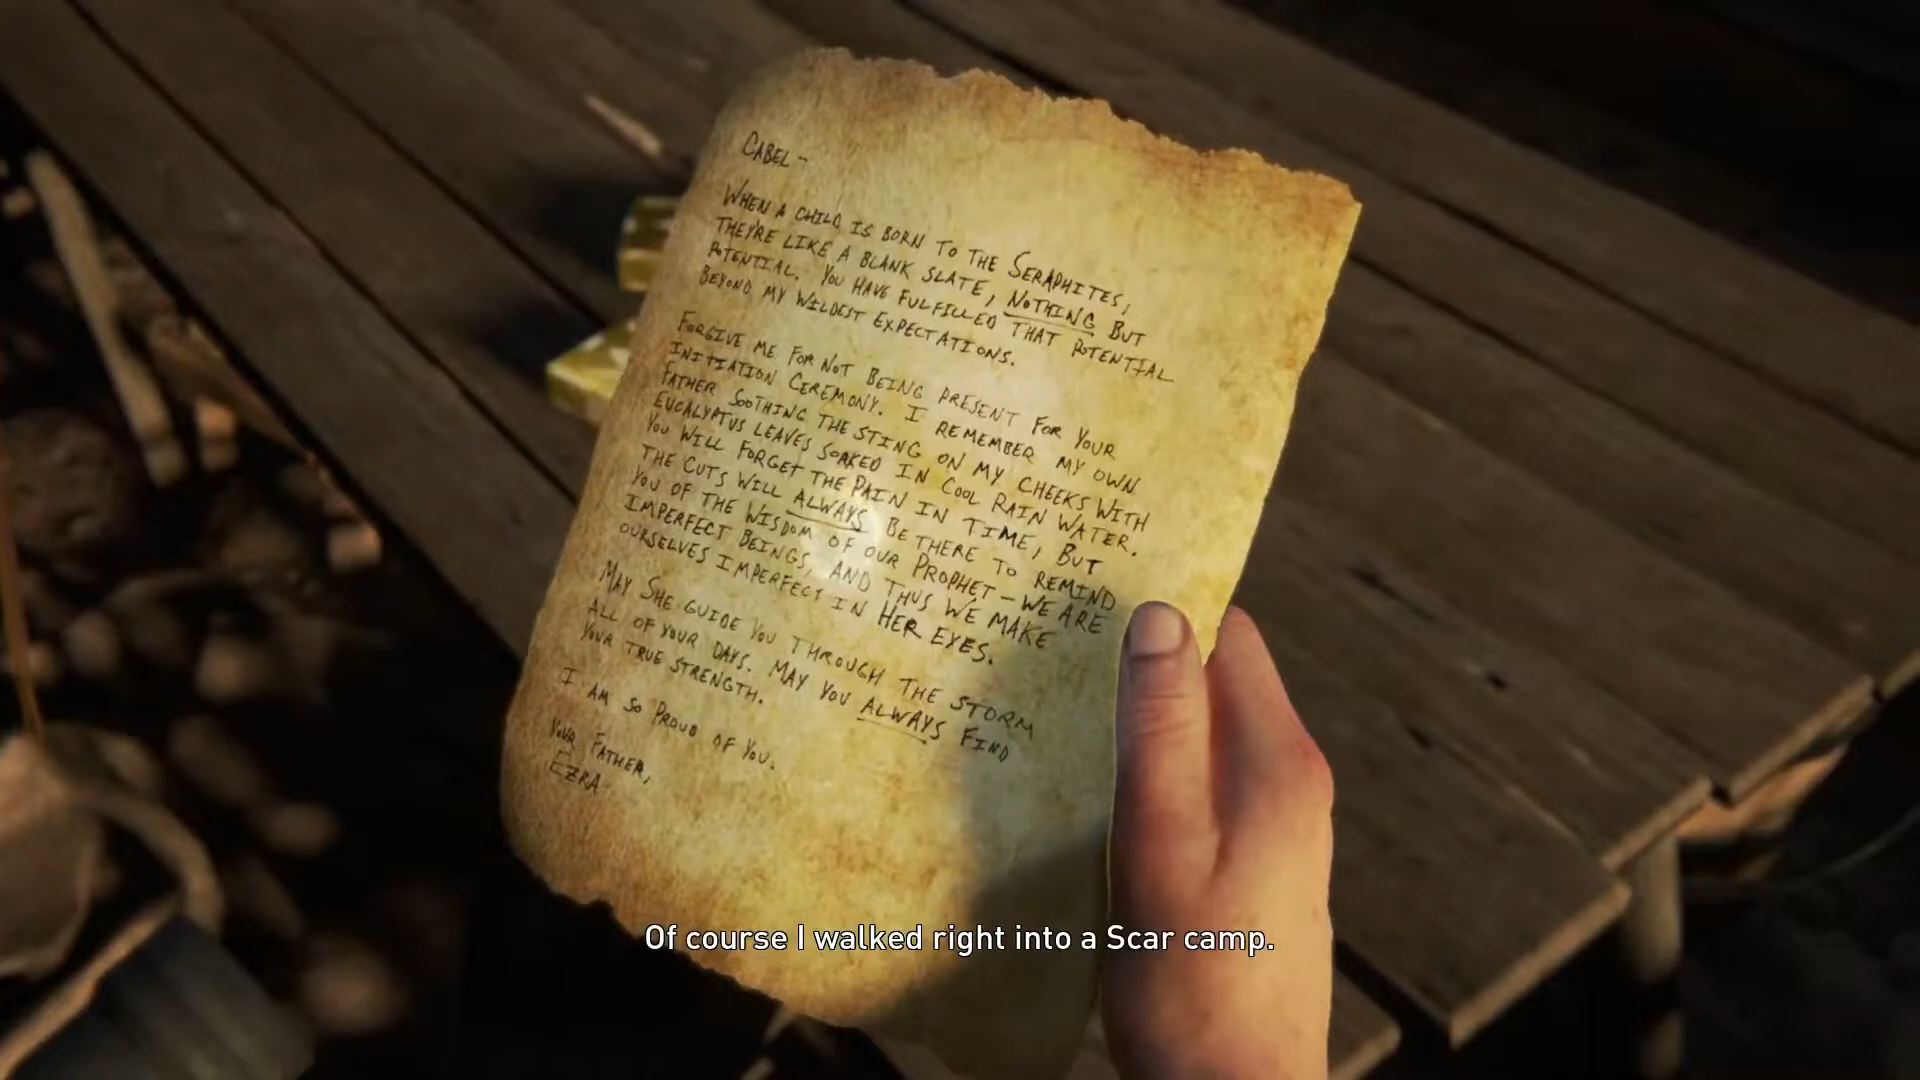 CABEL -
WHEN A CHILD IS BORN TO THE SERAPHITES,
THEY'RE LIKE A BLANK SLATE, NOTHING BUT
POTENTIAL. YOU HAVE FULFILLED THAT POTENTIAL
BEYOND MY WILDEST EXPECTATIONS.
FORGIVE ME FOR NOT BEING PRESENT FOR YOUR
INITIATION CEREMONY. I REMEMBER MY OWN
FATHER SOOTHING THE STING ON MY CHEEKS WITH
EUCALYPTUS LEAVES SOAKED IN COOL RAIN WATER.
YOU WILL FORGET THE PAIN IN TIME, BUT
THE CUTS WILL ALWAYS BE THERE TO REMIND
YOU OF THE WISDOM OF OUR PROPHET - WE ARE
IMPERFECT BEINGS, AND THUS WE MAKE
OURSELVES IMPERFECT IN HER EYES.
MAY SHE GUIDE YOU THROUGH THE STORM
ALL OF YOUR DAYS. MAY YOU ALWAYS FIND
YOUR TRUE STRENGTH.
I AM SO PROUD OF YOU.
YOUR FATHER,
EZRA
Of course I walked right into a Scar camp.